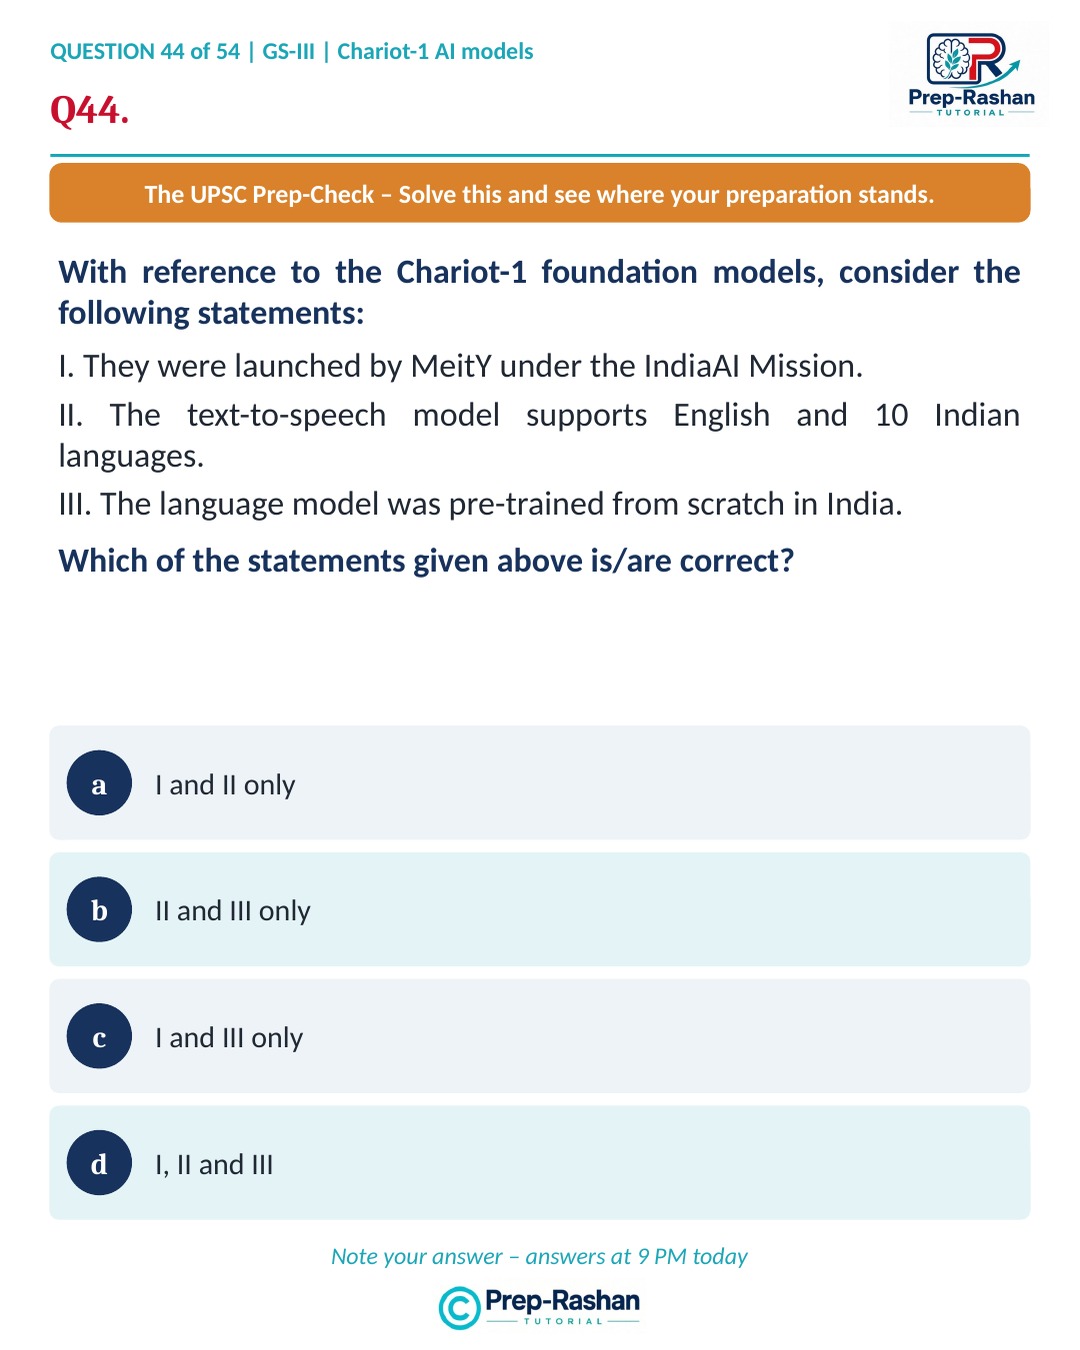 QUESTION 44 of 54 | GS-III | Chariot-1 AI models
Q44.
Prep-Rashan
TUTORIAL
The UPSC Prep-Check – Solve this and see where your preparation stands.
With reference to the Chariot-1 foundation models, consider the
following statements:
I. They were launched by MeitY under the IndiaAI Mission.
II. The text-to-speech model supports English and 10 Indian
languages.
III. The language model was pre-trained from scratch in India.
Which of the statements given above is/are correct?
a I and II only
b II and III only
c I and III only
d I, II and III
Note your answer – answers at 9 PM today
© Prep-Rashan
TUTORIAL